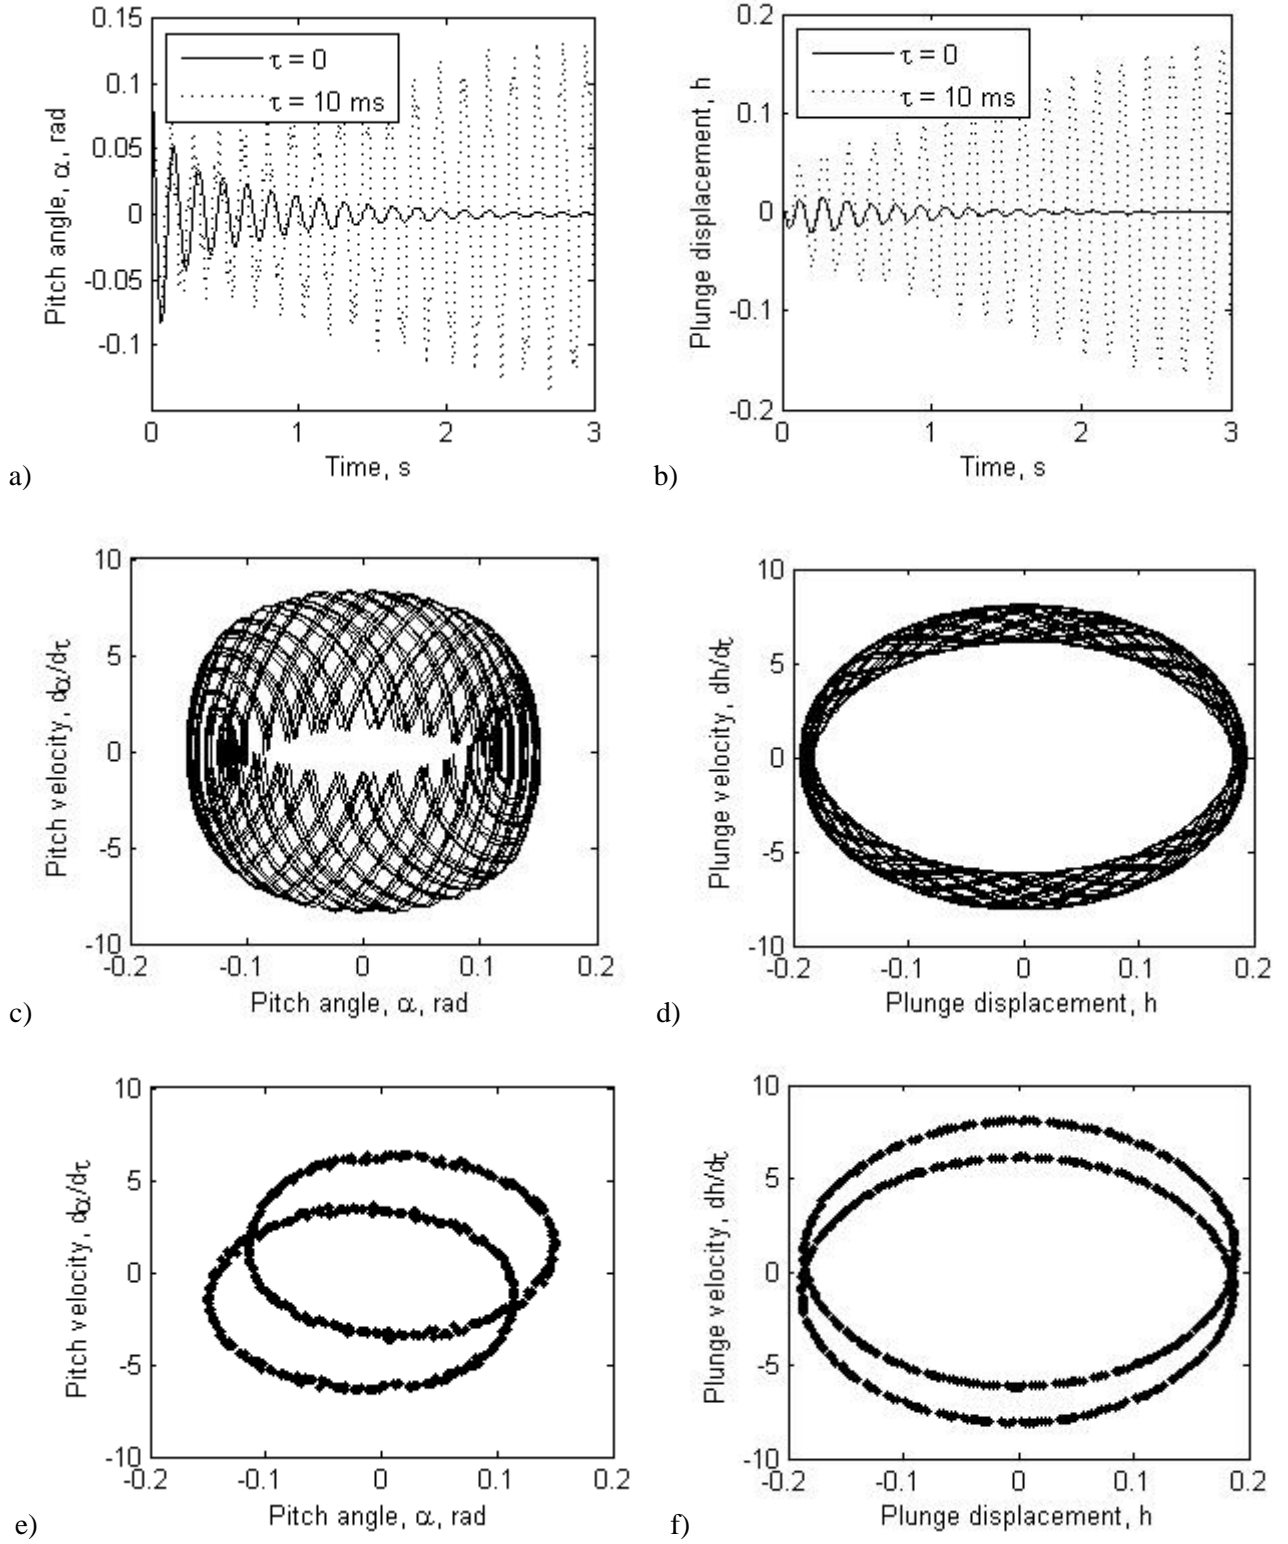 0.15
0.1
0.05
0
-0.05
-0.1
τ = 0
τ = 10 ms
Pitch angle, α, rad
0 1 2 3
Time, s
a)
0.2
0.1
0
-0.1
-0.2
τ = 0
τ = 10 ms
Plunge displacement, h
0 1 2 3
Time, s
b)
10
5
0
-5
-10
Pitch velocity, dα/dτ
-0.2 -0.1 0 0.1 0.2
Pitch angle, α, rad
c)
10
5
0
-5
-10
Plunge velocity, dh/dτ
-0.2 -0.1 0 0.1 0.2
Plunge displacement, h
d)
10
5
0
-5
-10
Pitch velocity, dα/dτ
-0.2 -0.1 0 0.1 0.2
Pitch angle, α, rad
e)
10
5
0
-5
-10
Plunge velocity, dh/dτ
-0.2 -0.1 0 0.1 0.2
Plunge displacement, h
f)